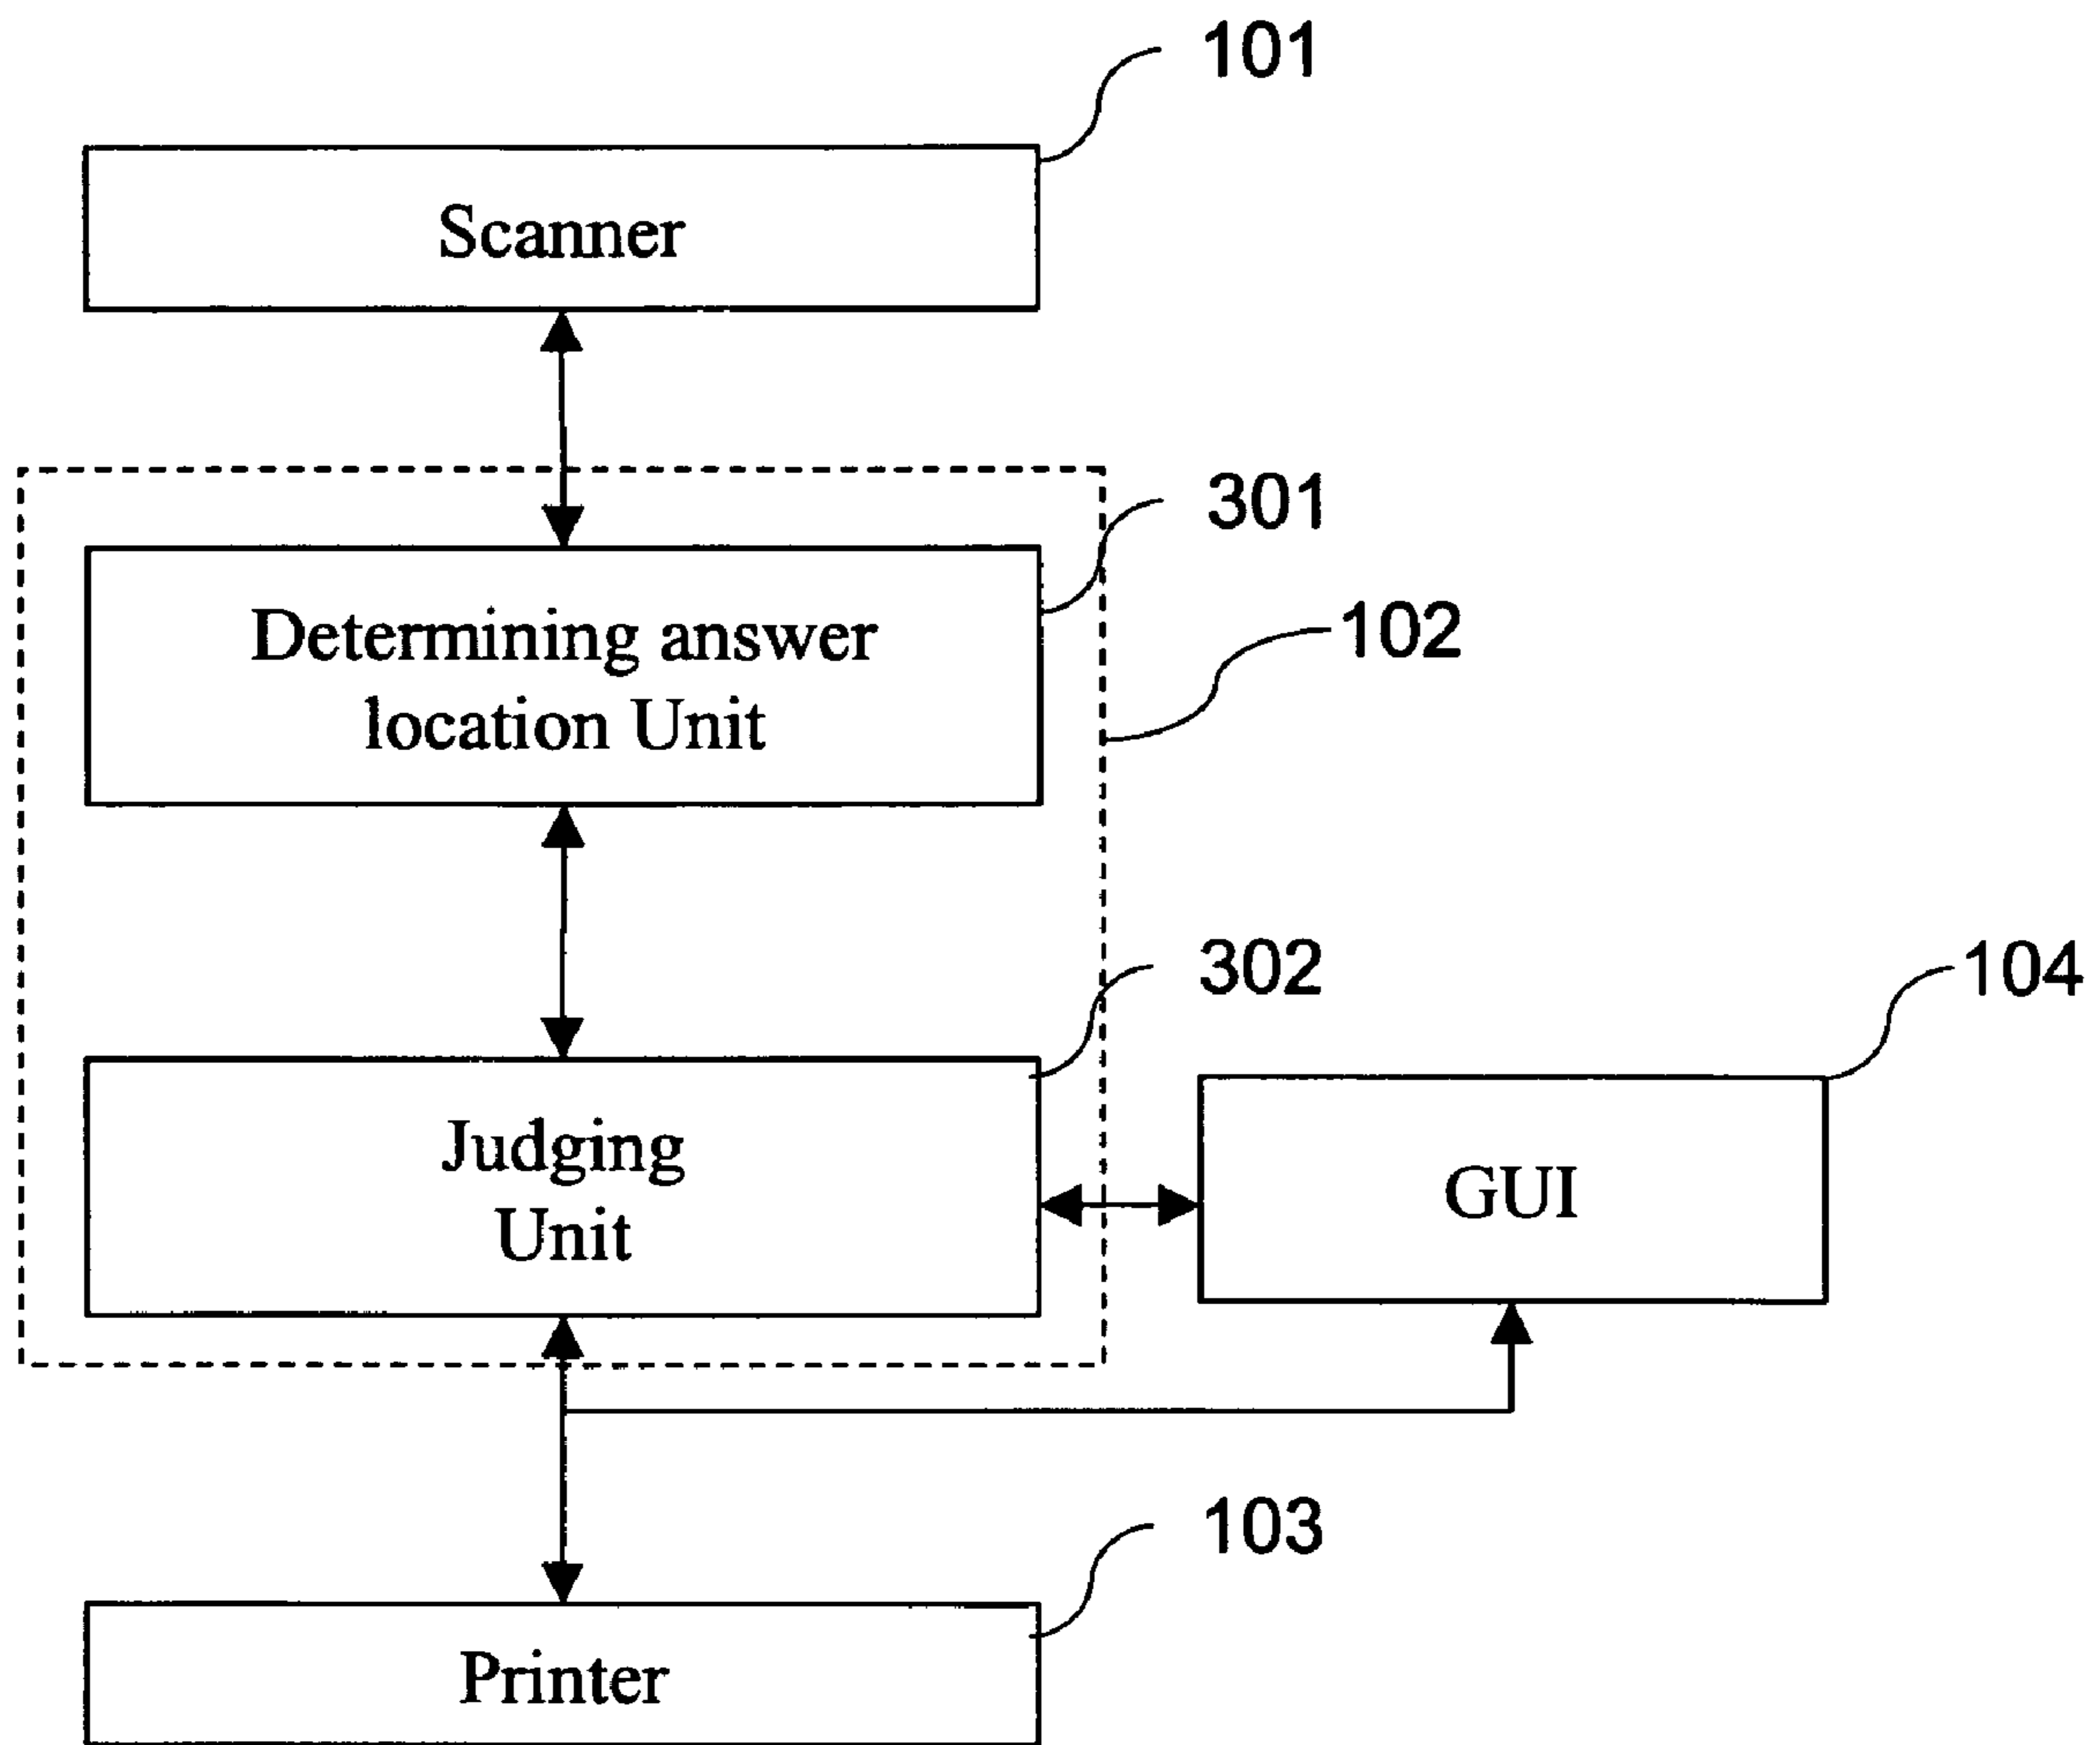 101
Scanner
301
Determining answer
location Unit
102
302
104
Judging
Unit
GUI
103
Printer